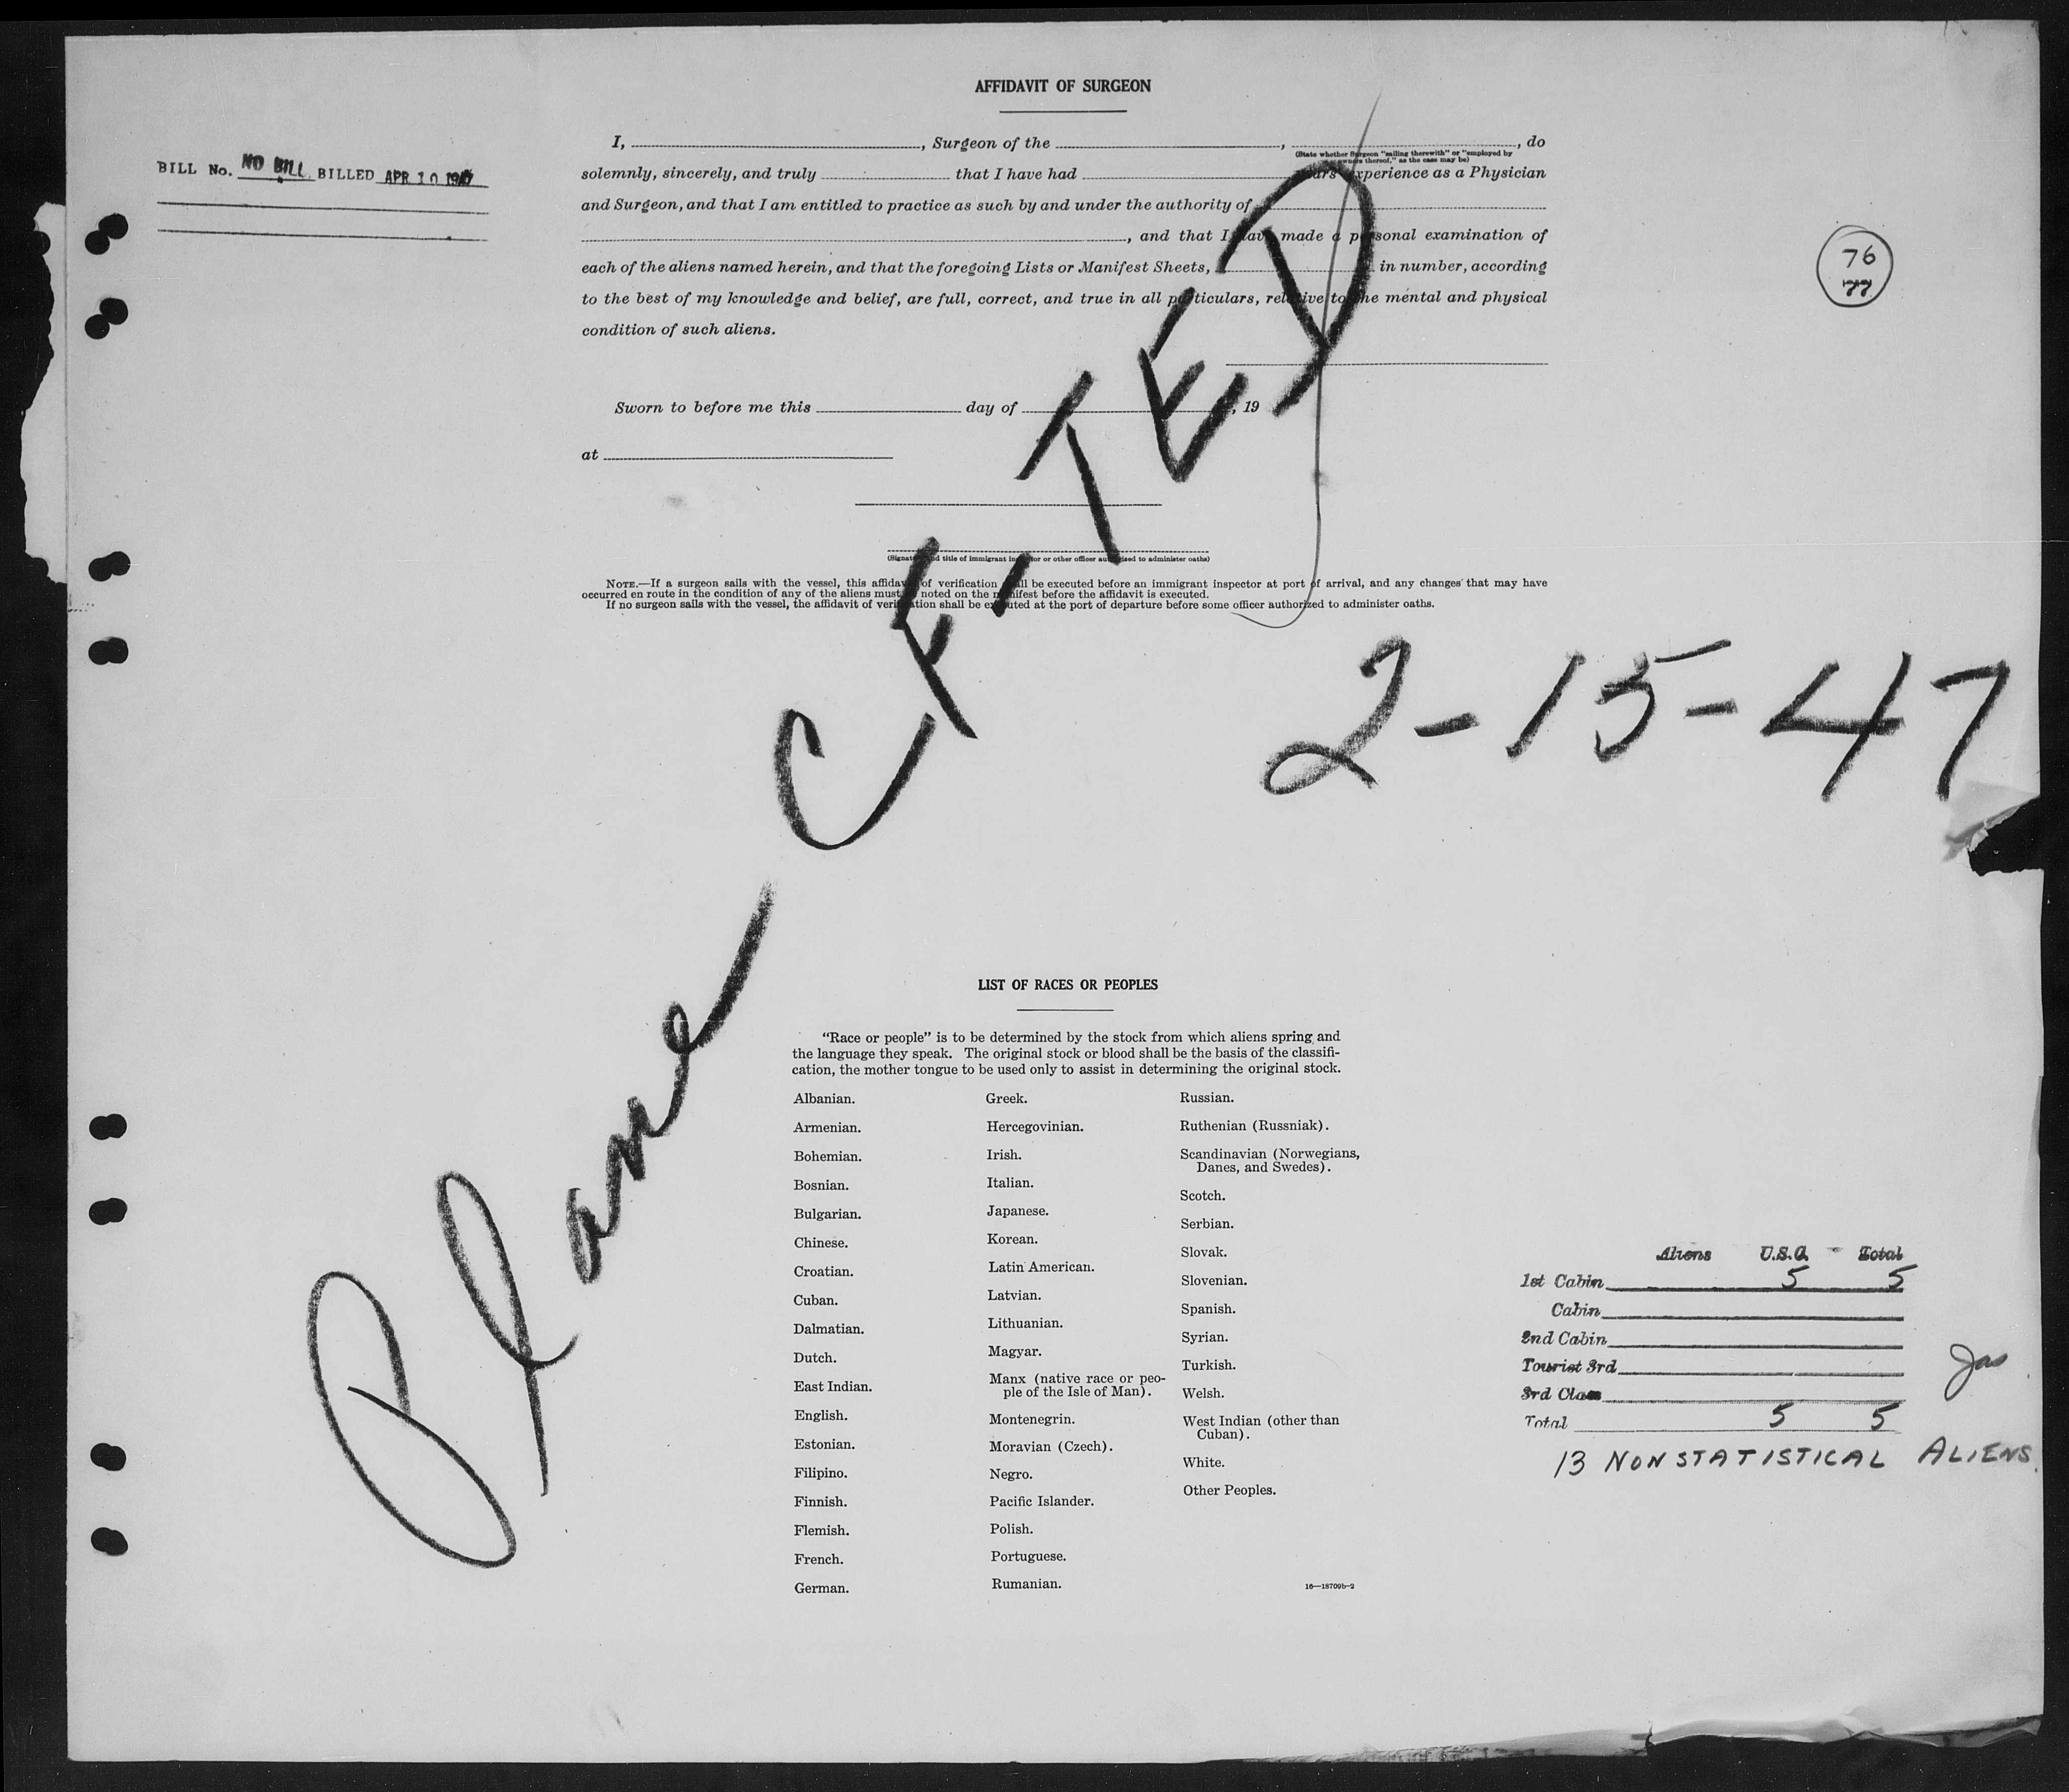 AFFIDAVIT OF SURGEON
BILL No. NO BILL BILLED APR 10 1947
I, , Surgeon of the , , do
(State whether Surgeon "sailing therewith" or "employed by
owners thereof," as the case may be)
solemnly, sincerely, and truly that I have had years' experience as a Physician
and Surgeon, and that I am entitled to practice as such by and under the authority of
, and that I have made a personal examination of
each of the aliens named herein, and that the foregoing Lists or Manifest Sheets, in number, according
to the best of my knowledge and belief, are full, correct, and true in all particulars, relative to the mental and physical
condition of such aliens.
76
77
Sworn to before me this day of , 19
at
(Signature and title of immigrant inspector or other officer authorized to administer oaths)
NOTE.—If a surgeon sails with the vessel, this affidavit of verification shall be executed before an immigrant inspector at port of arrival, and any changes that may have
occurred en route in the condition of any of the aliens must be noted on the manifest before the affidavit is executed.
If no surgeon sails with the vessel, the affidavit of verification shall be executed at the port of departure before some officer authorized to administer oaths.
Plane CF-TED
2-15-47
LIST OF RACES OR PEOPLES
"Race or people" is to be determined by the stock from which aliens spring and
the language they speak. The original stock or blood shall be the basis of the classifi-
cation, the mother tongue to be used only to assist in determining the original stock.
Albanian.
Armenian.
Bohemian.
Bosnian.
Bulgarian.
Chinese.
Croatian.
Cuban.
Dalmatian.
Dutch.
East Indian.
English.
Estonian.
Filipino.
Finnish.
Flemish.
French.
German.
Greek.
Hercegovinian.
Irish.
Italian.
Japanese.
Korean.
Latin American.
Latvian.
Lithuanian.
Magyar.
Manx (native race or peo-
ple of the Isle of Man).
Montenegrin.
Moravian (Czech).
Negro.
Pacific Islander.
Polish.
Portuguese.
Rumanian.
Russian.
Ruthenian (Russniak).
Scandinavian (Norwegians,
Danes, and Swedes).
Scotch.
Serbian.
Slovak.
Slovenian.
Spanish.
Syrian.
Turkish.
Welsh.
West Indian (other than
Cuban).
White.
Other Peoples.
16—18709b-2
Aliens U.S.C. Total
1st Cabin 5 5
Cabin
2nd Cabin
Tourist 3rd
3rd Class
Total 5 5
13 NONSTATISTICAL ALIENS.